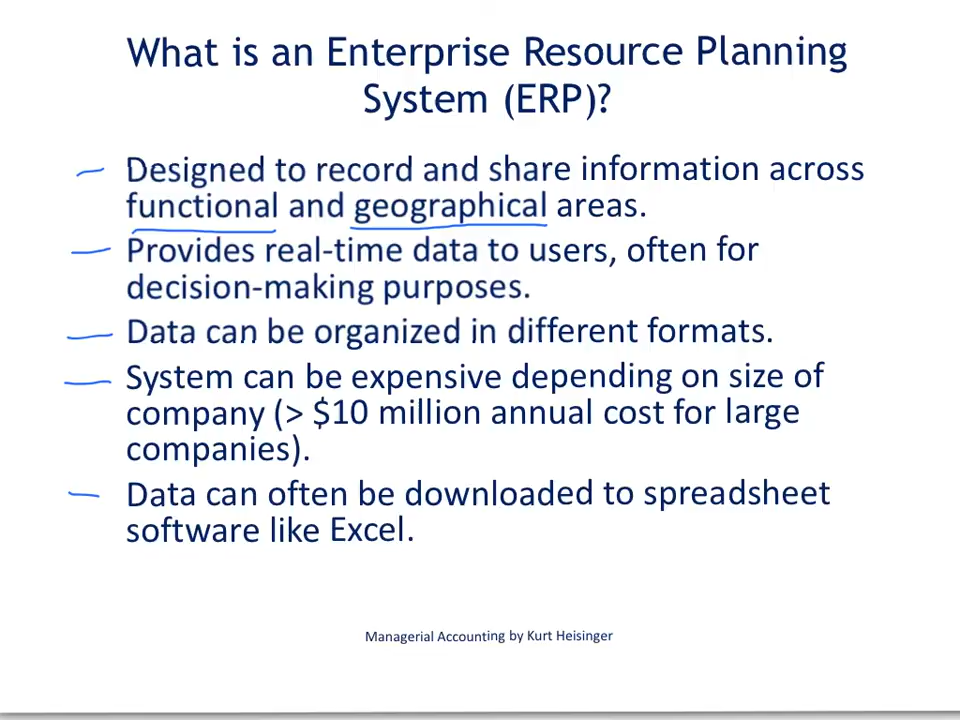 What is an Enterprise Resource Planning
System (ERP)?
Designed to record and share information across
functional and geographical areas.
Provides real-time data to users, often for
decision-making purposes.
Data can be organized in different formats.
System can be expensive depending on size of
company (> $10 million annual cost for large
companies).
Data can often be downloaded to spreadsheet
software like Excel.
Managerial Accounting by Kurt Heisinger